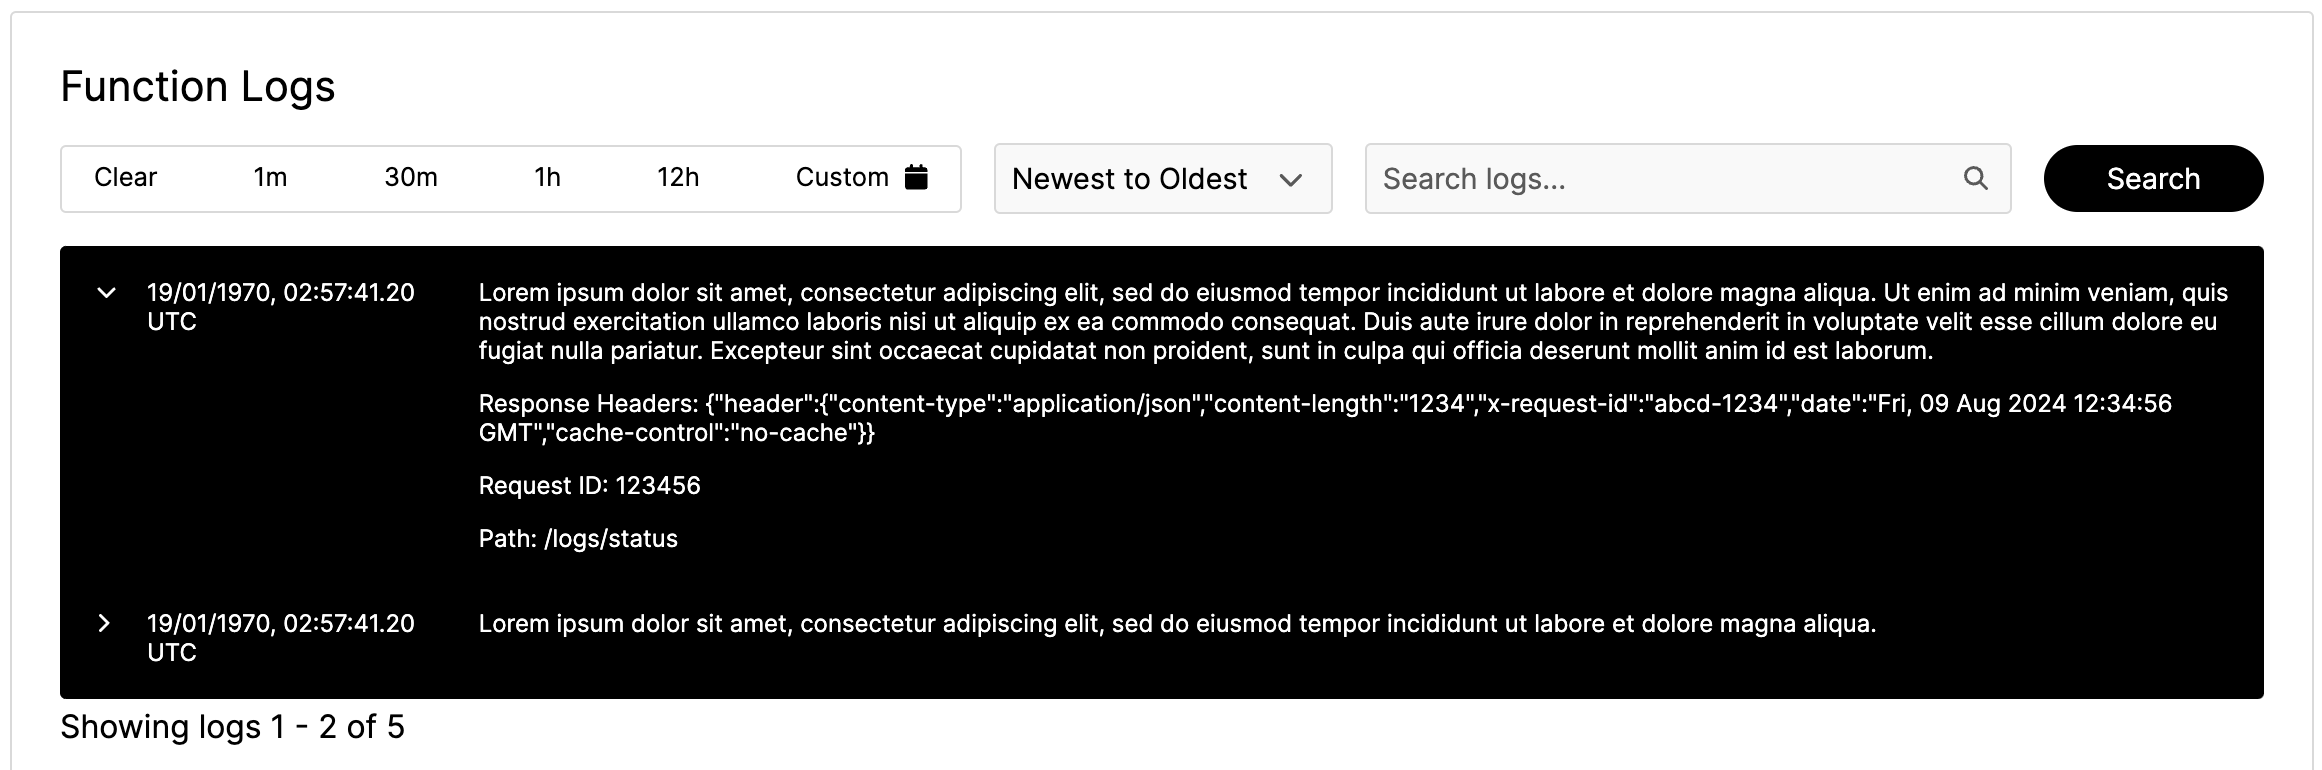 Function Logs
Clear 1m 30m 1h 12h Custom Newest to Oldest Search logs... Search
19/01/1970, 02:57:41.20 Lorem ipsum dolor sit amet, consectetur adipiscing elit, sed do eiusmod tempor incididunt ut labore et dolore magna aliqua. Ut enim ad minim veniam, quis
UTC nostrud exercitation ullamco laboris nisi ut aliquip ex ea commodo consequat. Duis aute irure dolor in reprehenderit in voluptate velit esse cillum dolore eu
fugiat nulla pariatur. Excepteur sint occaecat cupidatat non proident, sunt in culpa qui officia deserunt mollit anim id est laborum.
Response Headers: {"header":{"content-type":"application/json","content-length":"1234","x-request-id":"abcd-1234","date":"Fri, 09 Aug 2024 12:34:56
GMT","cache-control":"no-cache"}}
Request ID: 123456
Path: /logs/status
19/01/1970, 02:57:41.20 Lorem ipsum dolor sit amet, consectetur adipiscing elit, sed do eiusmod tempor incididunt ut labore et dolore magna aliqua.
UTC
Showing logs 1 - 2 of 5